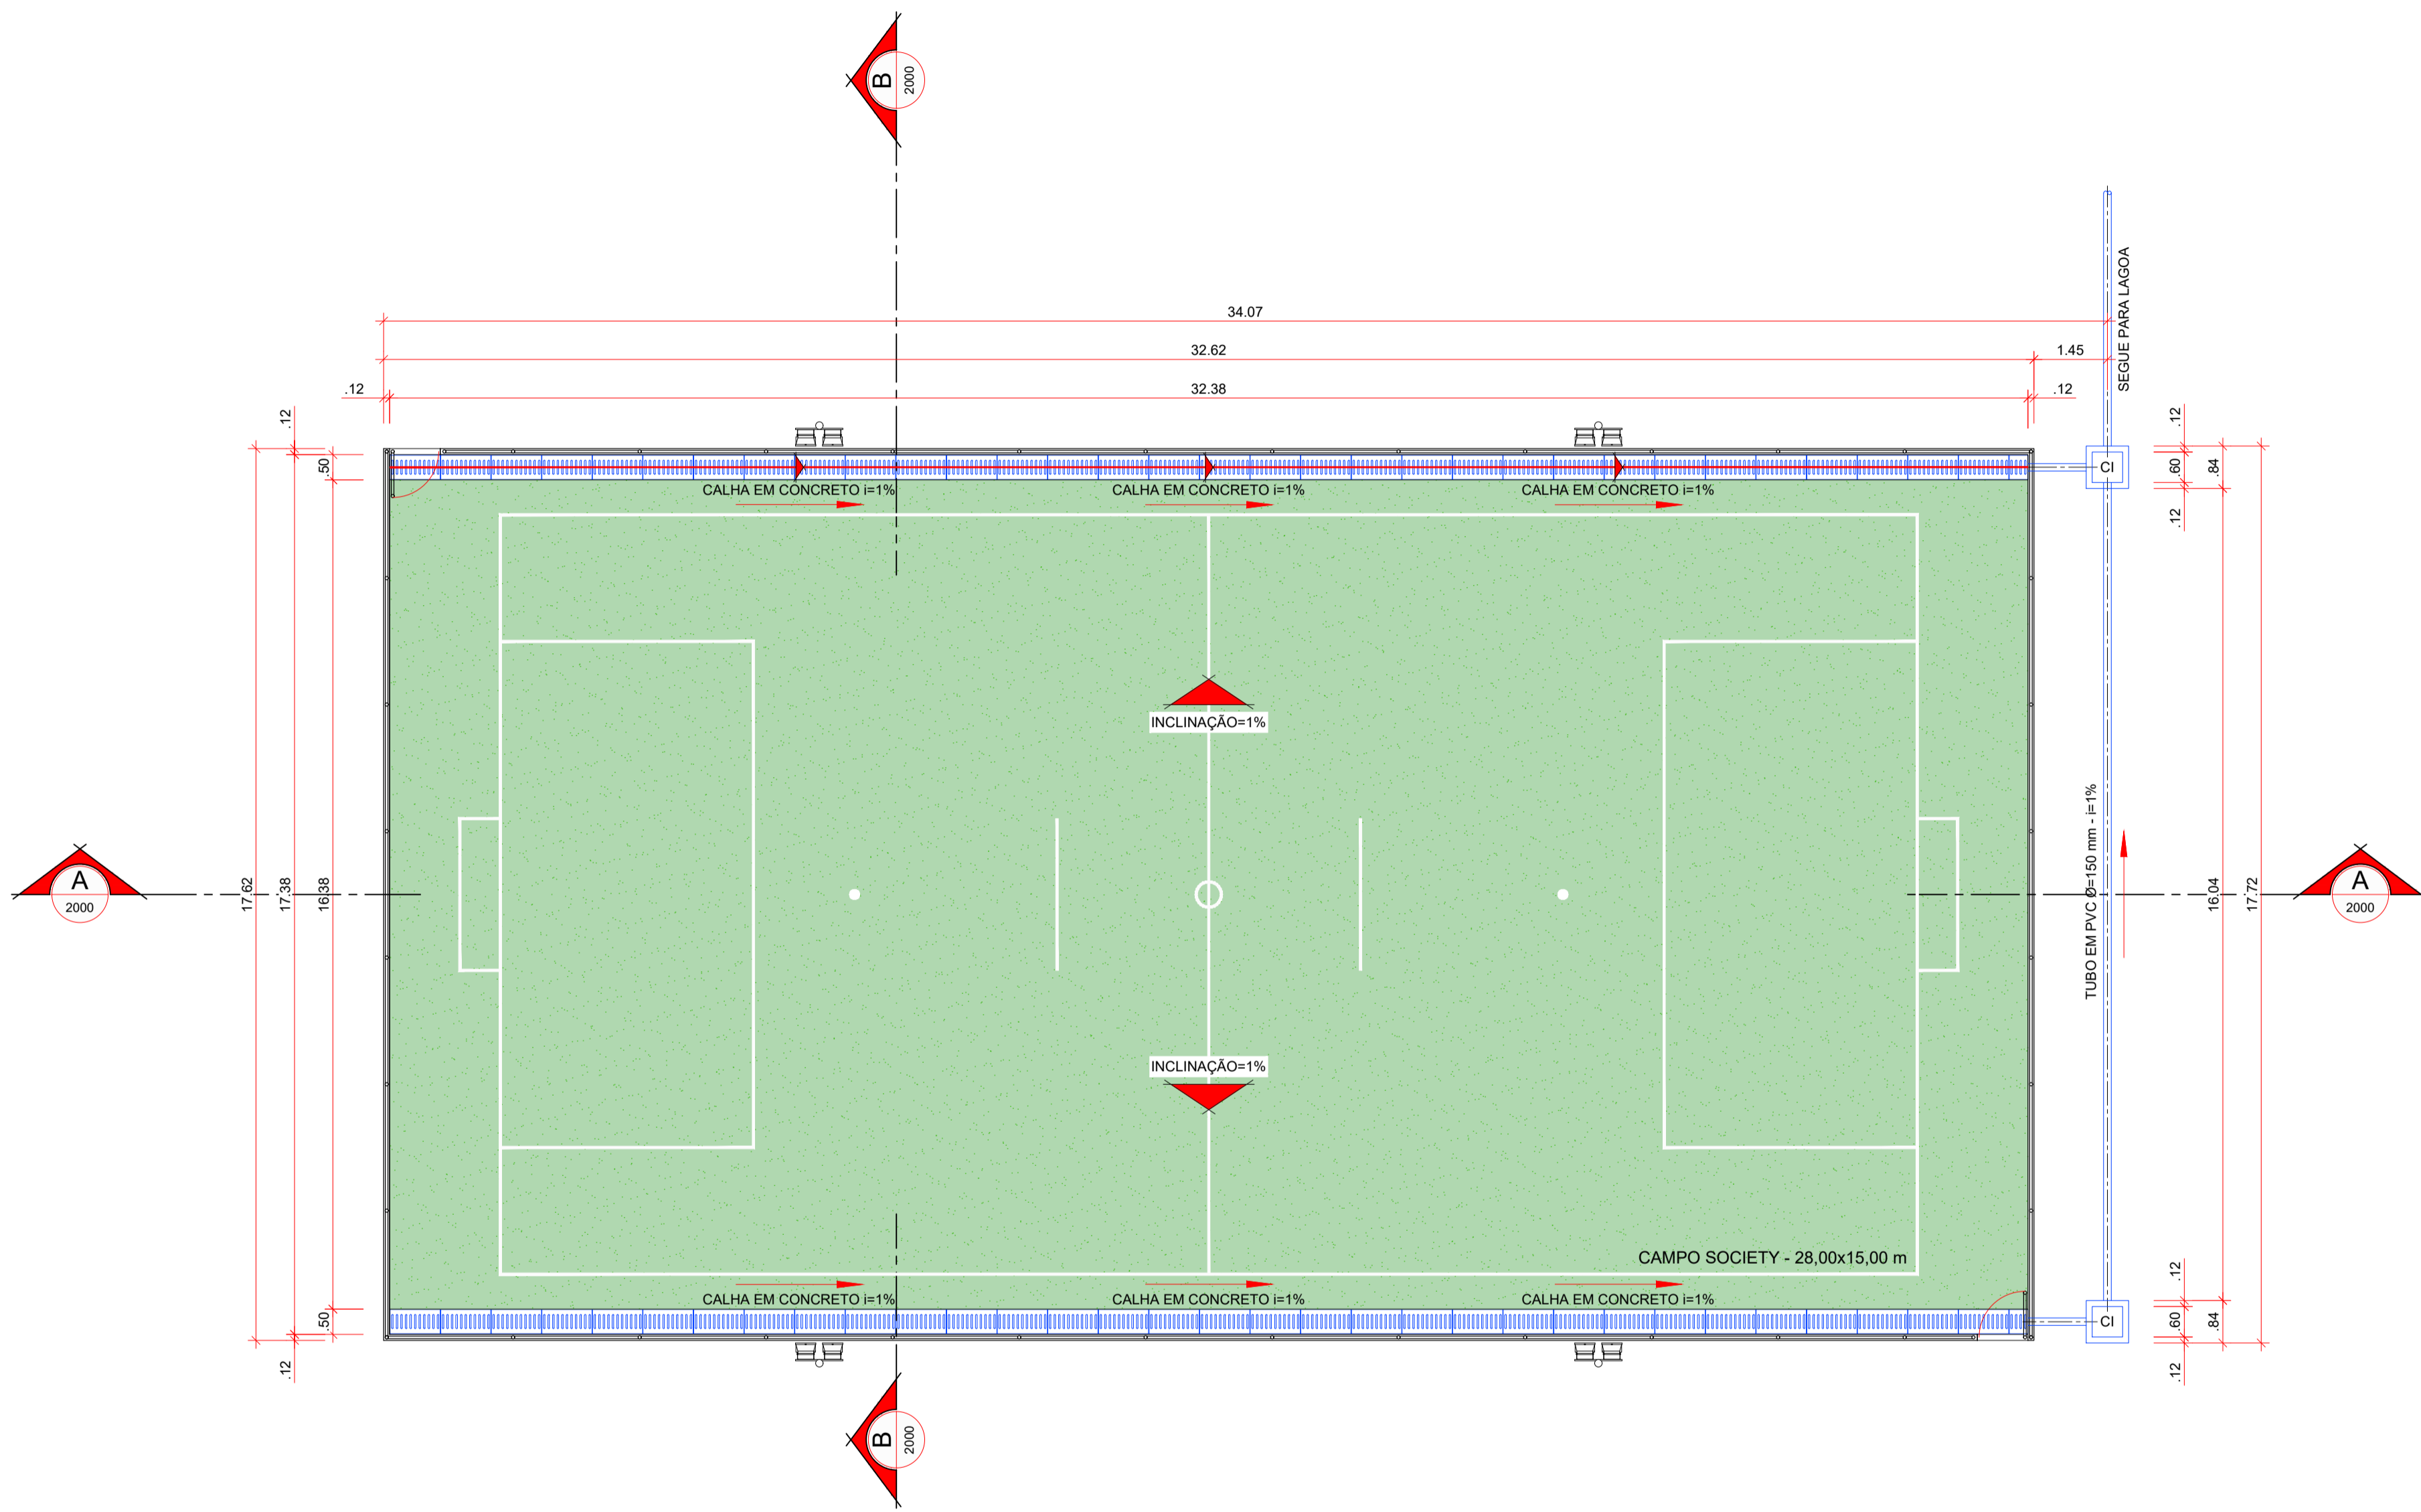 B
2000
34.07
32.62
1.45
.12
32.38
.12
SEGUE PARA LAGOA
.12
.50
17.62
17.38
16.38
.50
.12
CALHA EM CONCRETO i=1%
CALHA EM CONCRETO i=1%
CALHA EM CONCRETO i=1%
CI
.12
.60
.84
.12
INCLINAÇÃO=1%
A
2000
TUBO EM PVC Ø=150 mm - i=1%
16.04
17.72
A
2000
INCLINAÇÃO=1%
CAMPO SOCIETY - 28,00x15,00 m
CALHA EM CONCRETO i=1%
CALHA EM CONCRETO i=1%
CALHA EM CONCRETO i=1%
CI
.12
.60
.84
.12
B
2000